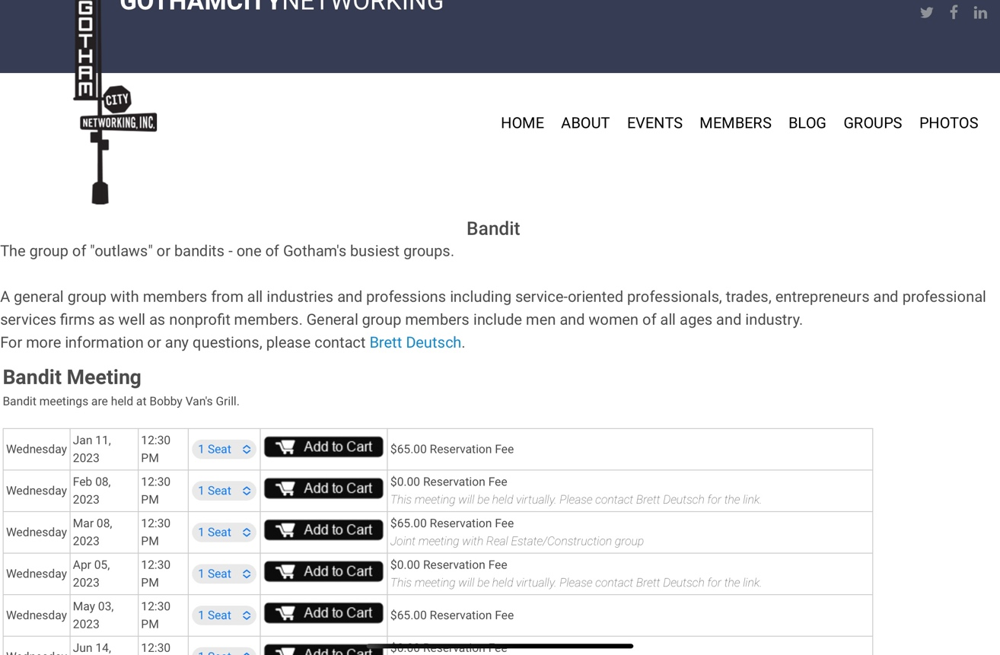 GOTHAMCITYNETWORKING
GOTHAM
CITY
NETWORKING, INC.
HOME ABOUT EVENTS MEMBERS BLOG GROUPS PHOTOS
Bandit
The group of "outlaws" or bandits - one of Gotham's busiest groups.
A general group with members from all industries and professions including service-oriented professionals, trades, entrepreneurs and professional
services firms as well as nonprofit members. General group members include men and women of all ages and industry.
For more information or any questions, please contact Brett Deutsch.
Bandit Meeting
Bandit meetings are held at Bobby Van's Grill.
Wednesday Jan 11, 2023 12:30 PM 1 Seat Add to Cart $65.00 Reservation Fee
Wednesday Feb 08, 2023 12:30 PM 1 Seat Add to Cart $0.00 Reservation Fee
This meeting will be held virtually. Please contact Brett Deutsch for the link.
Wednesday Mar 08, 2023 12:30 PM 1 Seat Add to Cart $65.00 Reservation Fee
Joint meeting with Real Estate/Construction group
Wednesday Apr 05, 2023 12:30 PM 1 Seat Add to Cart $0.00 Reservation Fee
This meeting will be held virtually. Please contact Brett Deutsch for the link.
Wednesday May 03, 2023 12:30 PM 1 Seat Add to Cart $65.00 Reservation Fee
Wednesday Jun 14, 12:30 1 Seat Add to Cart $0.00 Reservation Fee